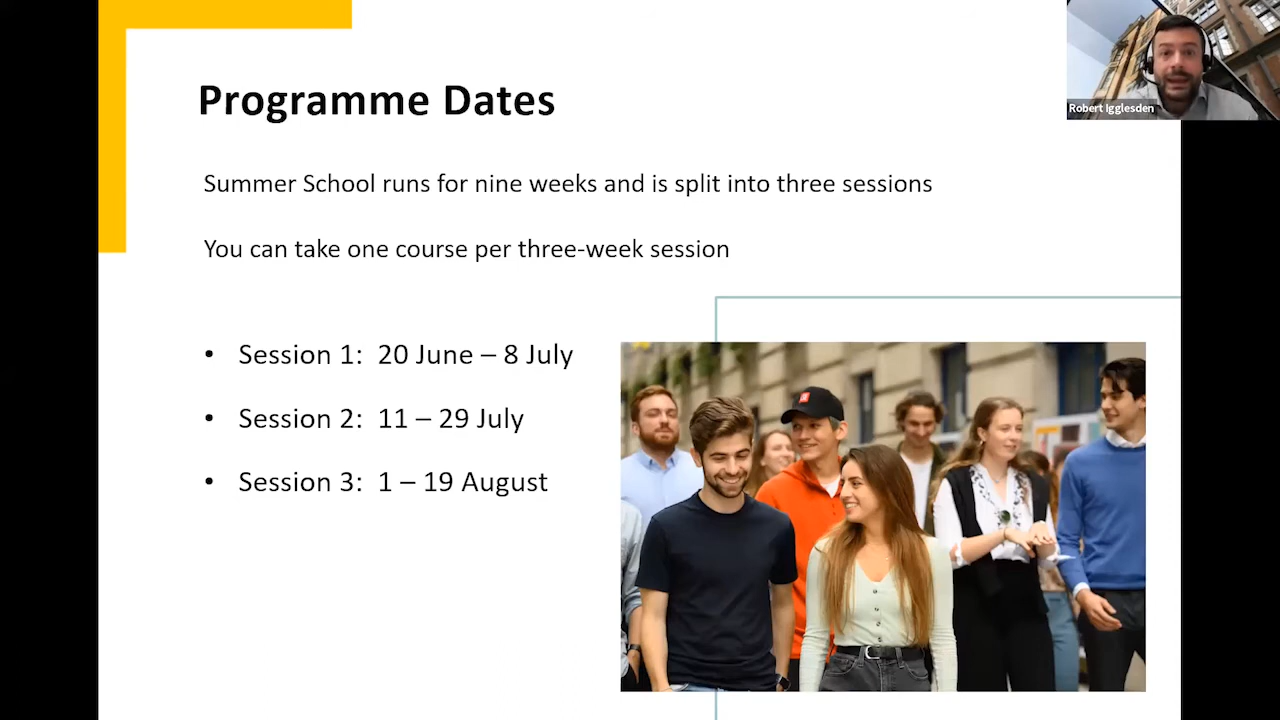 Programme Dates
Robert Igglesden
Summer School runs for nine weeks and is split into three sessions
You can take one course per three-week session
• Session 1: 20 June – 8 July
• Session 2: 11 – 29 July
• Session 3: 1 – 19 August